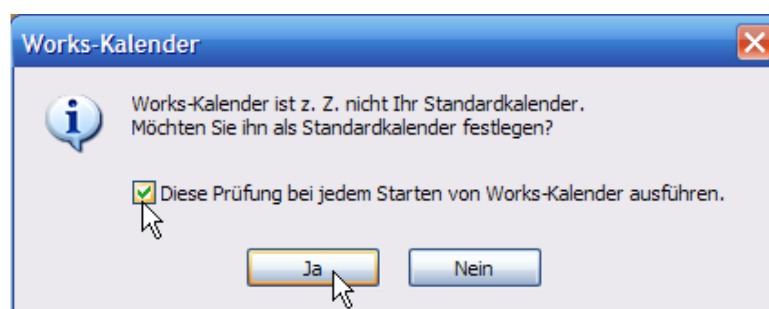 Works-Kalender
Works-Kalender ist z. Z. nicht Ihr Standardkalender.
Möchten Sie ihn als Standardkalender festlegen?
Diese Prüfung bei jedem Starten von Works-Kalender ausführen.
Ja
Nein